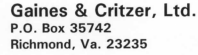 Gaines & Critzer, Ltd.
P.O. Box 35742
Richmond, Va. 23235